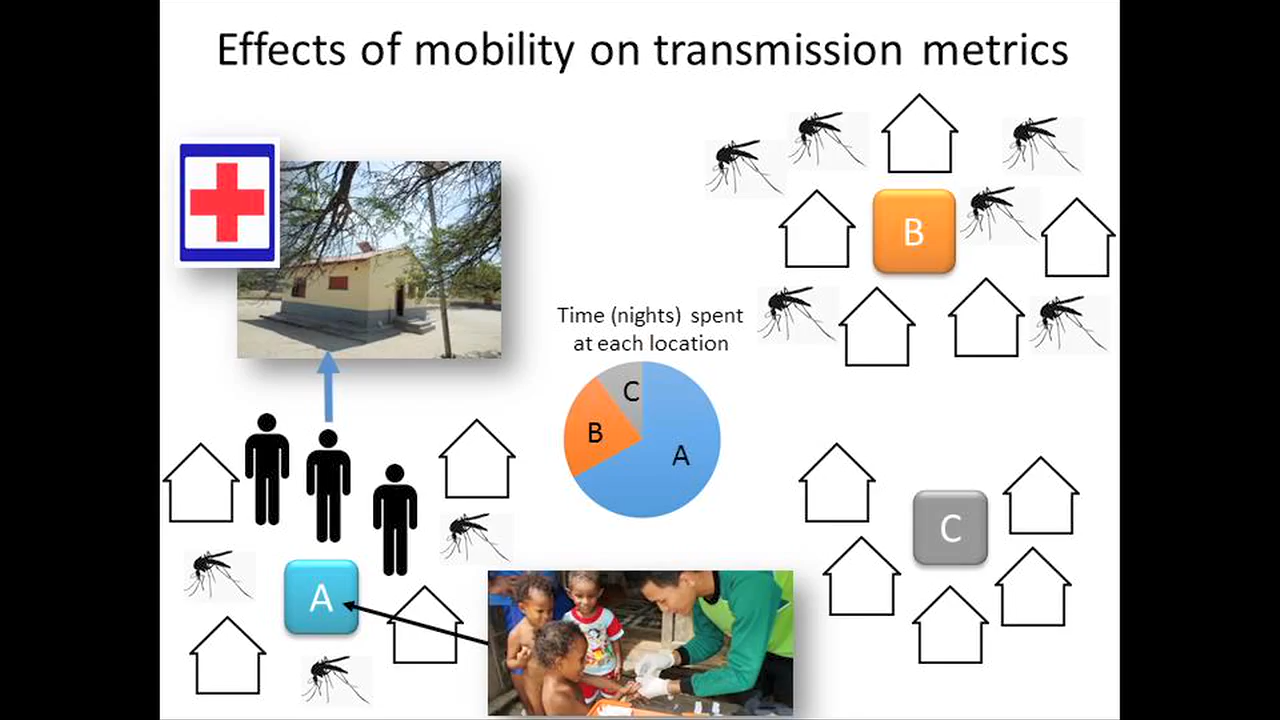 Effects of mobility on transmission metrics
B
Time (nights) spent
at each location
C
B
A
C
A